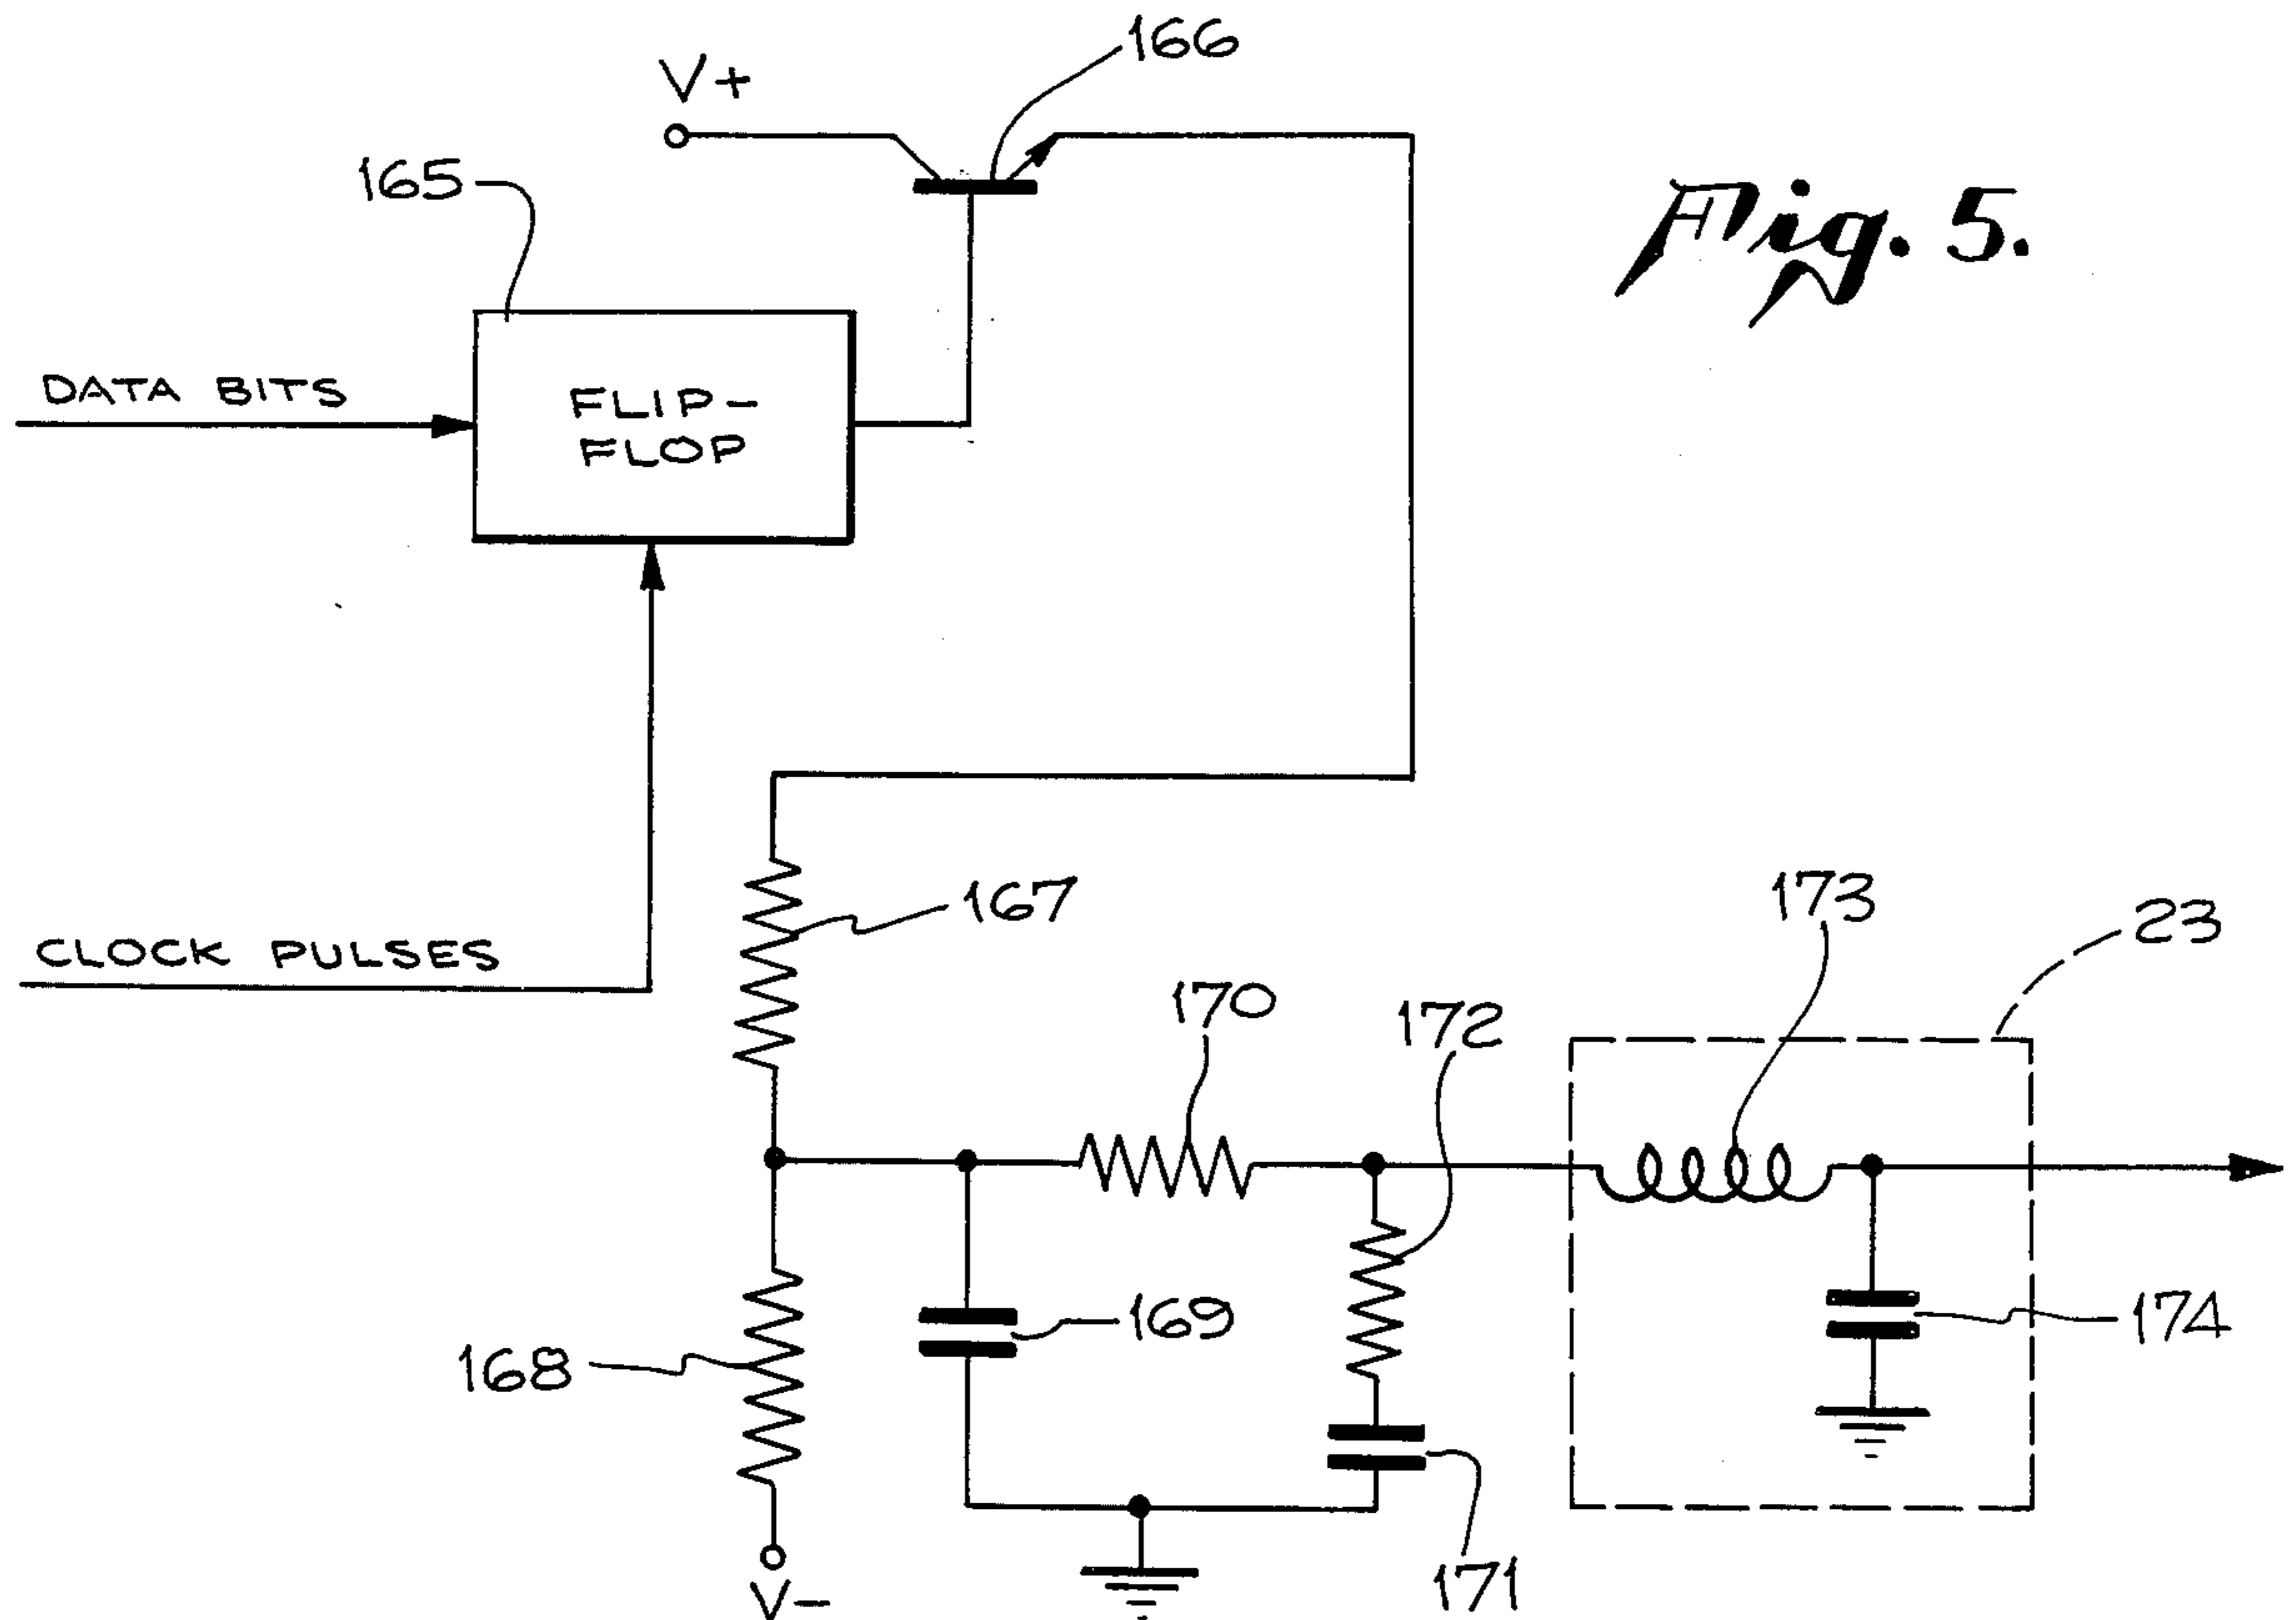 166
V+
165
Fig. 5.
DATA BITS
FLIP-
FLOP
167
173
23
CLOCK PULSES
170
172
169
174
168
171
V-